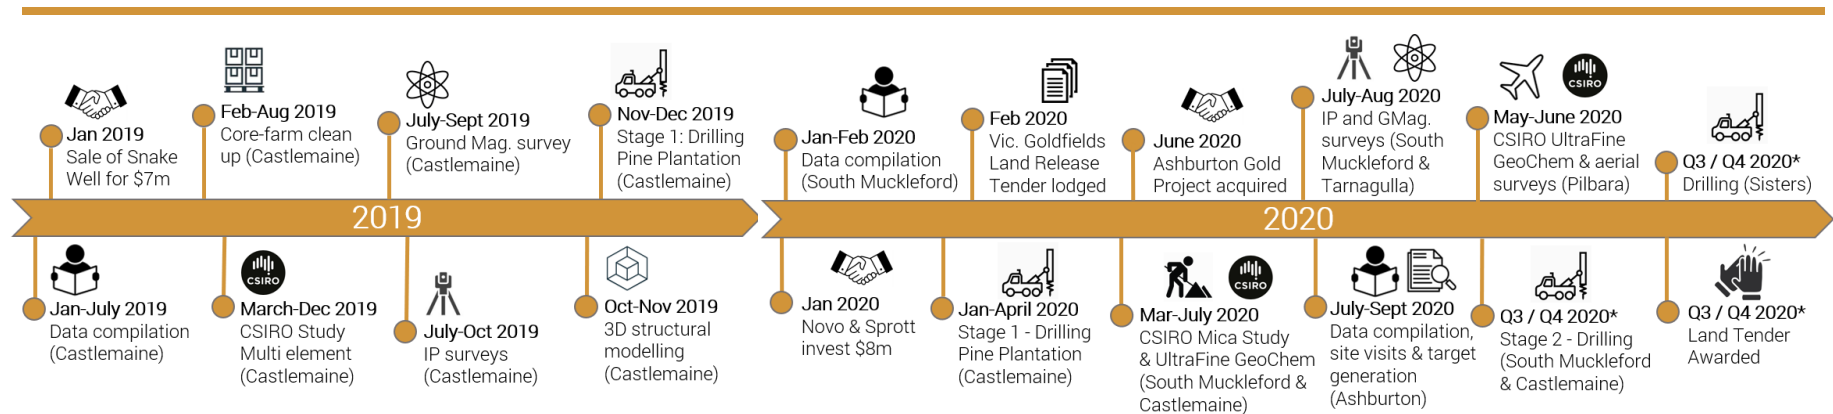 Jan 2019
Sale of Snake
Well for $7m
Feb-Aug 2019
Core-farm clean
up (Castlemaine)
July-Sept 2019
Ground Mag. survey
(Castlemaine)
Nov-Dec 2019
Stage 1: Drilling
Pine Plantation
(Castlemaine)
Jan-Feb 2020
Data compilation
(South Muckleford)
Feb 2020
Vic. Goldfields
Land Release
Tender lodged
June 2020
Ashburton Gold
Project acquired
July-Aug 2020
IP and GMag.
surveys (South
Muckleford &
Tarnagulla)
CSIRO
May-June 2020
CSIRO UltraFine
GeoChem & aerial
surveys (Pilbara)
Q3 / Q4 2020*
Drilling (Sisters)
2019
2020
Jan-July 2019
Data compilation
(Castlemaine)
CSIRO
March-Dec 2019
CSIRO Study
Multi element
(Castlemaine)
July-Oct 2019
IP surveys
(Castlemaine)
Oct-Nov 2019
3D structural
modelling
(Castlemaine)
Jan 2020
Novo & Sprott
invest $8m
Jan-April 2020
Stage 1 - Drilling
Pine Plantation
(Castlemaine)
CSIRO
Mar-July 2020
CSIRO Mica Study
& UltraFine GeoChem
(South Muckleford &
Castlemaine)
July-Sept 2020
Data compilation,
site visits & target
generation
(Ashburton)
Q3 / Q4 2020*
Stage 2 - Drilling
(South Muckleford
& Castlemaine)
Q3 / Q4 2020*
Land Tender
Awarded